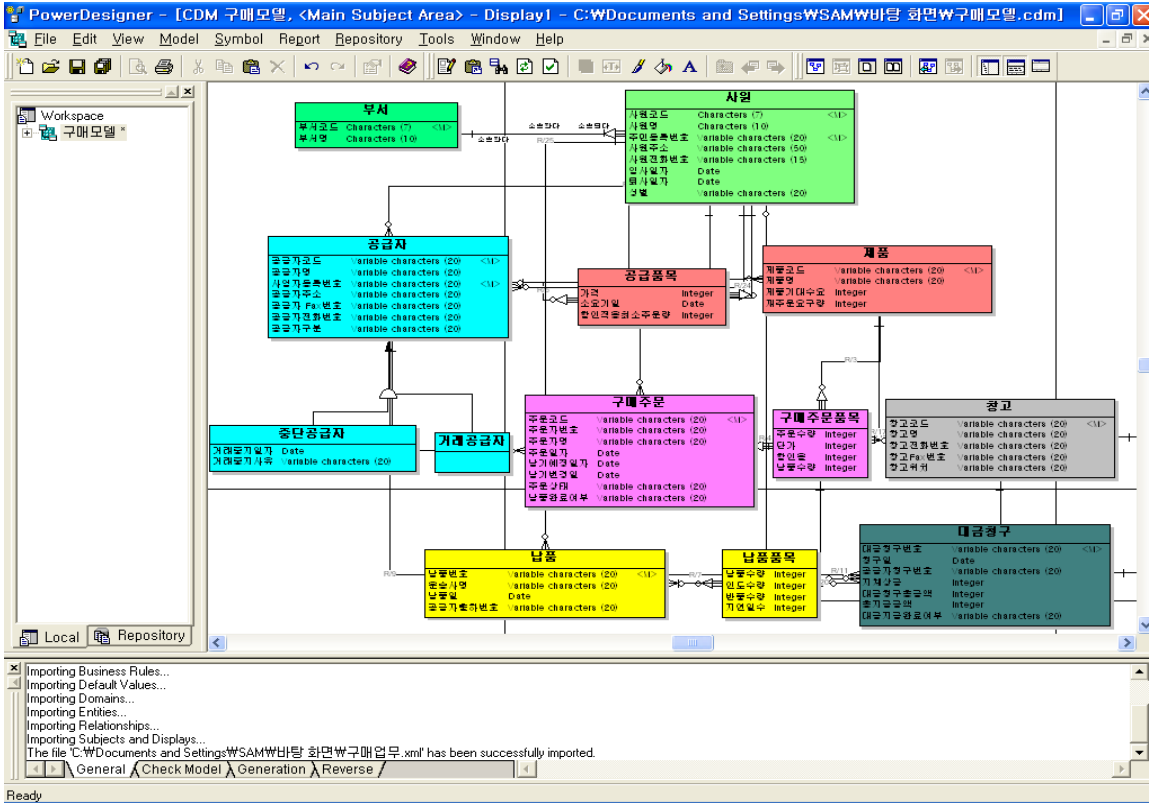 PowerDesigner - [CDM 구매모델, <Main Subject Area> - Display1 - C:₩Documents and Settings₩SAM₩바탕 화면₩구매모델.cdm]
File Edit View Model Symbol Report Repository Tools Window Help
Workspace
구매모델 *
Local Repository
부서
부서코드 Characters (7) <M>
부서명 Characters (10)
소속한다 소속된다
소속한다
사원
사원코드 Characters (7) <M>
사원명 Characters (10)
주민등록번호 Variable characters (20) <M>
사원주소 Variable characters (50)
사원전화번호 Variable characters (15)
입사일자 Date
퇴사일자 Date
성별 Variable characters (20)
공급자
공급자코드 Variable characters (20) <M>
공급자명 Variable characters (20)
사업자등록번호 Variable characters (20) <M>
공급자주소 Variable characters (20)
공급자 Fax번호 Variable characters (20)
공급자전화번호 Variable characters (20)
공급자구분 Variable characters (20)
공급품목
가격 Integer
소요기일 Date
할인적용최소주문량 Integer
R/24
제품
제품코드 Variable characters (20) <M>
제품명 Variable characters (20)
제품기대수요 Integer
재주문요구량 Integer
R/3
중단공급자
거래중지일자 Date
거래중지사유 Variable characters (20)
거래공급자
구매주문
주문코드 Variable characters (20) <M>
주문자번호 Variable characters (20)
주문자명 Variable characters (20)
주문일자 Date
납기예정일자 Date
납기변경일 Date
주문상태 Variable characters (20)
납품완료여부 Variable characters (20)
구매주문품목
주문수량 Integer
단가 Integer
할인율 Integer
납품수량 Integer
창고
창고코드 Variable characters (20) <M>
창고명 Variable characters (20)
창고전화번호 Variable characters (20)
창고Fax번호 Variable characters (20)
창고위치 Variable characters (20)
납품
납품번호 Variable characters (20) <M>
운송사명 Variable characters (20)
납품일 Date
공급자출하번호 Variable characters (20)
R/7
납품품목
납품수량 Integer
인도수량 Integer
반품수량 Integer
지연일수 Integer
R/11
대금청구
대금청구번호 Variable characters (20) <M>
청구일 Date
공급자청구번호 Variable characters (20)
Integer
대금청구총금액 Integer
총지급금액 Integer
대금지급완료여부 Variable characters (20)
Importing Business Rules...
Importing Default Values...
Importing Domains...
Importing Entities...
Importing Relationships...
Importing Subjects and Displays...
The file 'C:₩Documents and Settings₩SAM₩바탕 화면₩구매업무.xml' has been successfully imported.
General Check Model Generation Reverse
Ready